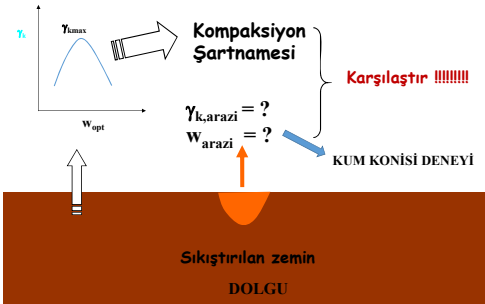 γk
γkmax
wopt
Kompaksiyon
Şartnamesi
Karşılaştır !!!!!!!!!
γk,arazi = ?
warazi = ?
KUM KONİSİ DENEYİ
Sıkıştırılan zemin
DOLGU